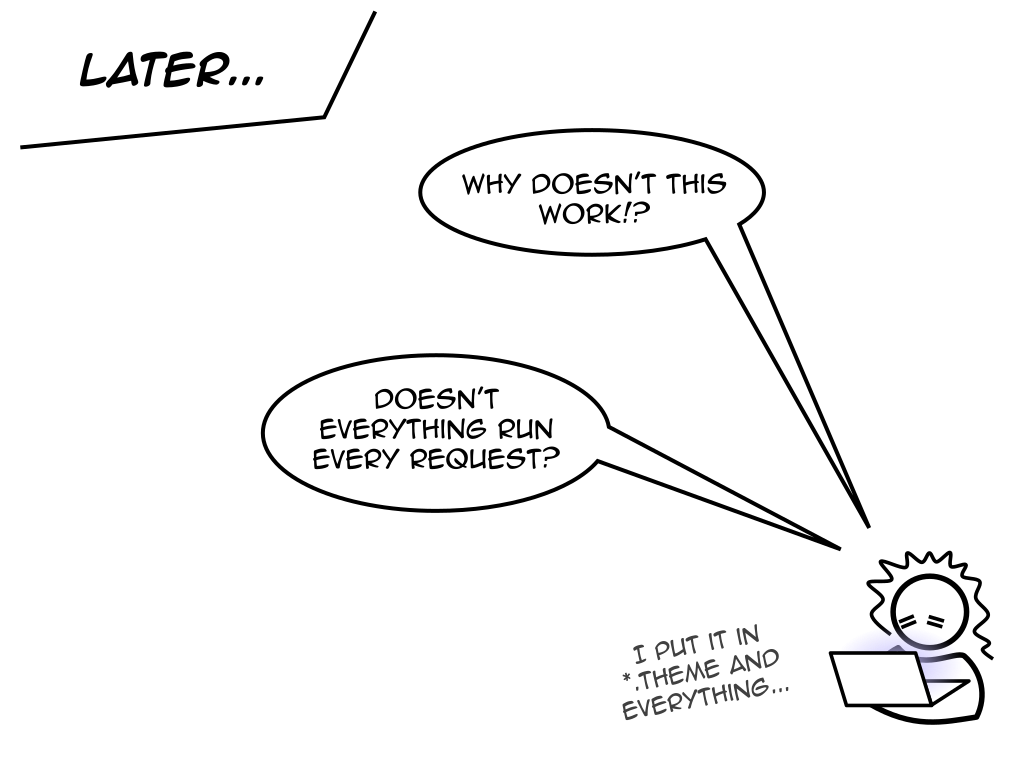 LATER...
WHY DOESN'T THIS
WORK!?
DOESN'T
EVERYTHING RUN
EVERY REQUEST?
I PUT IT IN
*.THEME AND
EVERYTHING...